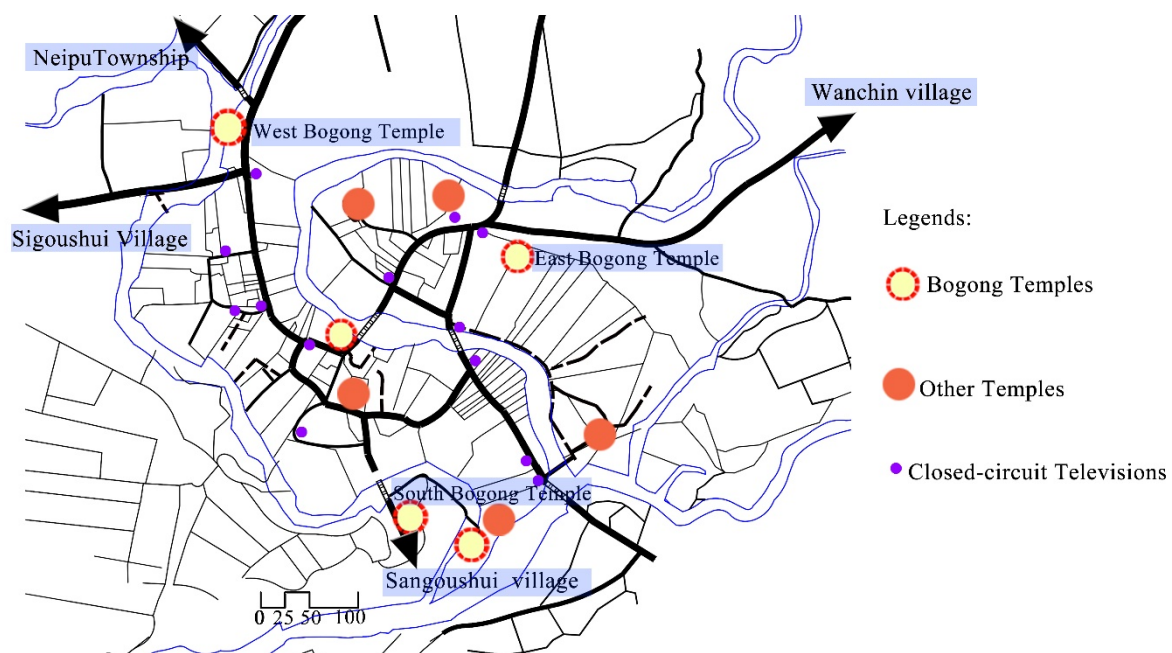 NeipuTownship
Wanchin village
West Bogong Temple
Sigoushui Village
East Bogong Temple
South Bogong Temple
Sangoushui village
0 25 50 100
Legends:
Bogong Temples
Other Temples
Closed-circuit Televisions